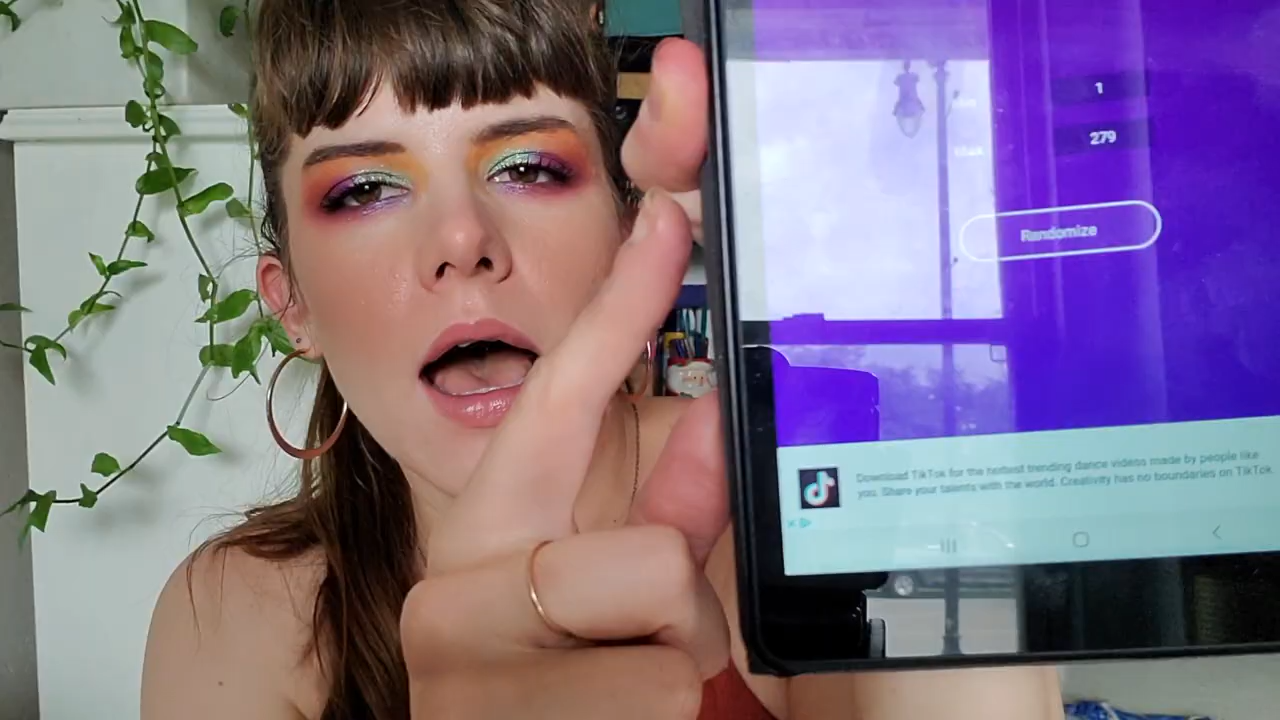 1
279
Randomize
Download TikTok for the hottest trending dance videos made by people like
you. Share your talents with the world. Creativity has no boundaries on TikTok.